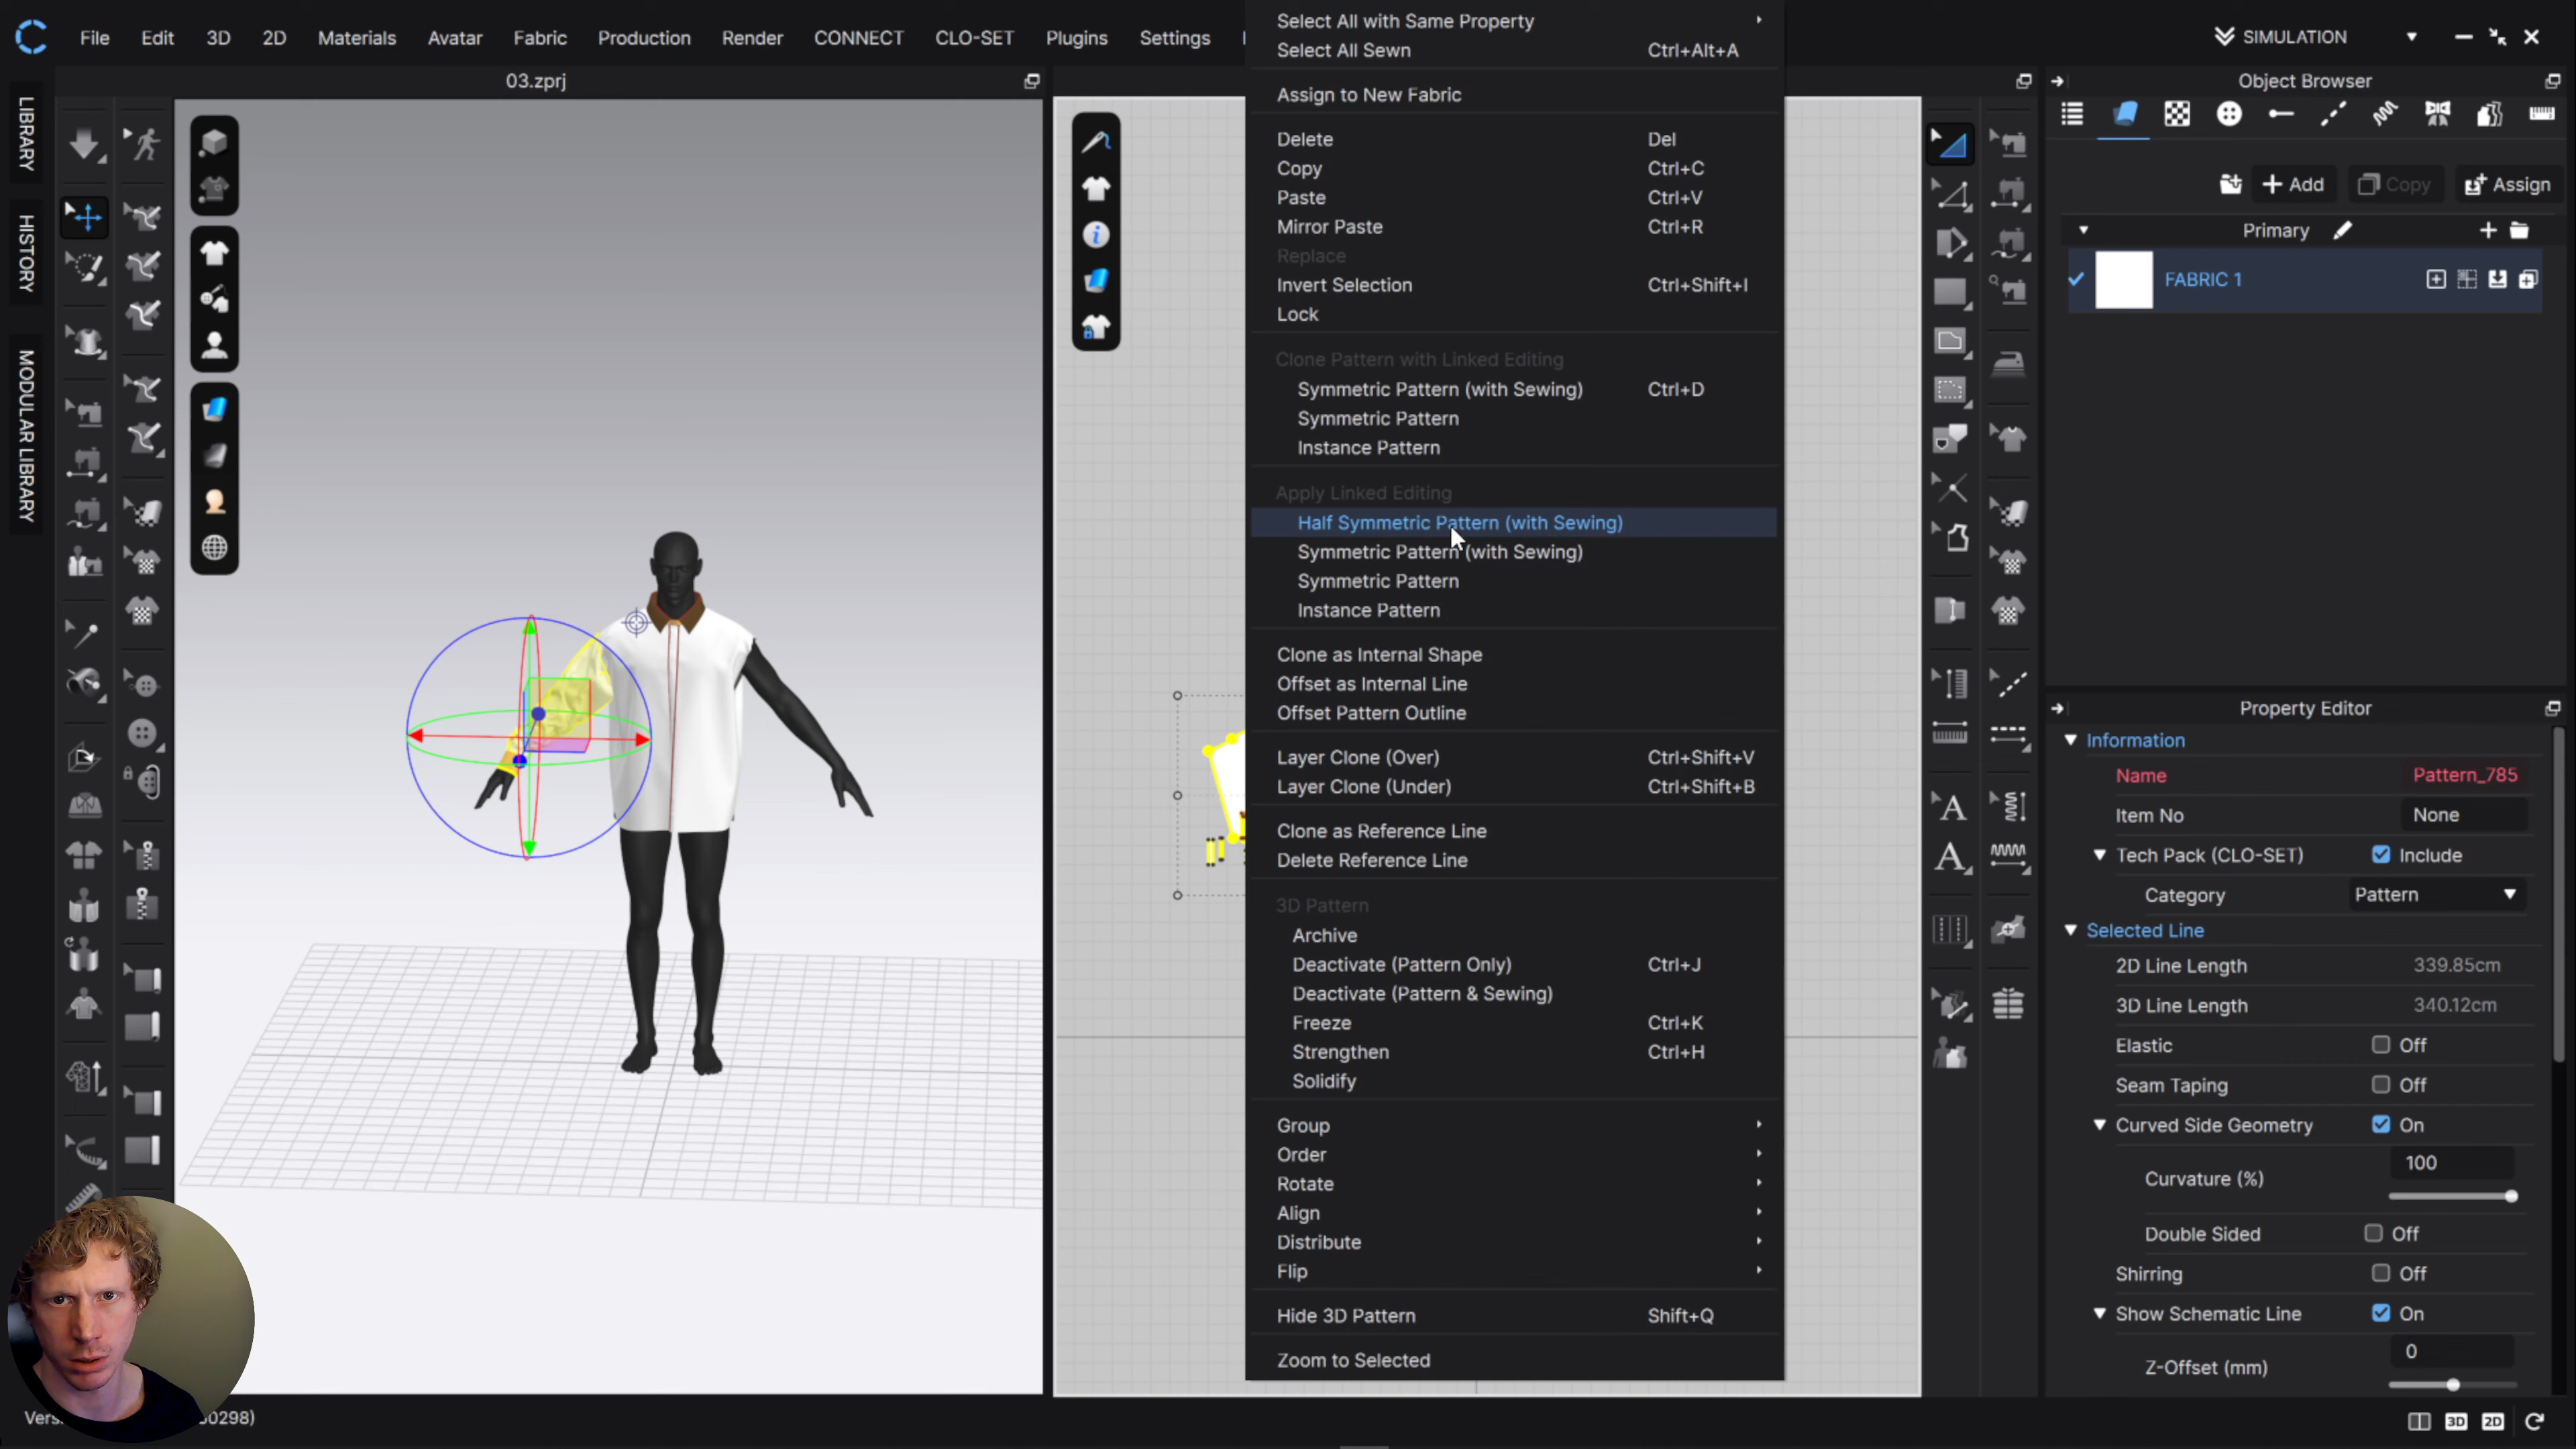 File Edit 3D 2D Materials Avatar Fabric Production Render CONNECT CLO-SET Plugins Settings
SIMULATION
03.zprj
LIBRARY
HISTORY
MODULAR LIBRARY
Select All with Same Property
Select All Sewn Ctrl+Alt+A
Assign to New Fabric
Delete Del
Copy Ctrl+C
Paste Ctrl+V
Mirror Paste Ctrl+R
Replace
Invert Selection Ctrl+Shift+I
Lock
Clone Pattern with Linked Editing
Symmetric Pattern (with Sewing) Ctrl+D
Symmetric Pattern
Instance Pattern
Apply Linked Editing
Half Symmetric Pattern (with Sewing)
Symmetric Pattern (with Sewing)
Symmetric Pattern
Instance Pattern
Clone as Internal Shape
Offset as Internal Line
Offset Pattern Outline
Layer Clone (Over) Ctrl+Shift+V
Layer Clone (Under) Ctrl+Shift+B
Clone as Reference Line
Delete Reference Line
3D Pattern
Archive
Deactivate (Pattern Only) Ctrl+J
Deactivate (Pattern & Sewing)
Freeze Ctrl+K
Strengthen Ctrl+H
Solidify
Group
Order
Rotate
Align
Distribute
Flip
Hide 3D Pattern Shift+Q
Zoom to Selected
Object Browser
Add Copy Assign
Primary
FABRIC 1
Property Editor
Information
Name Pattern_785
Item No None
Tech Pack (CLO-SET) Include
Category Pattern
Selected Line
2D Line Length 339.85cm
3D Line Length 340.12cm
Elastic Off
Seam Taping Off
Curved Side Geometry On
Curvature (%) 100
Double Sided Off
Shirring Off
Show Schematic Line On
Z-Offset (mm) 0
3D 2D